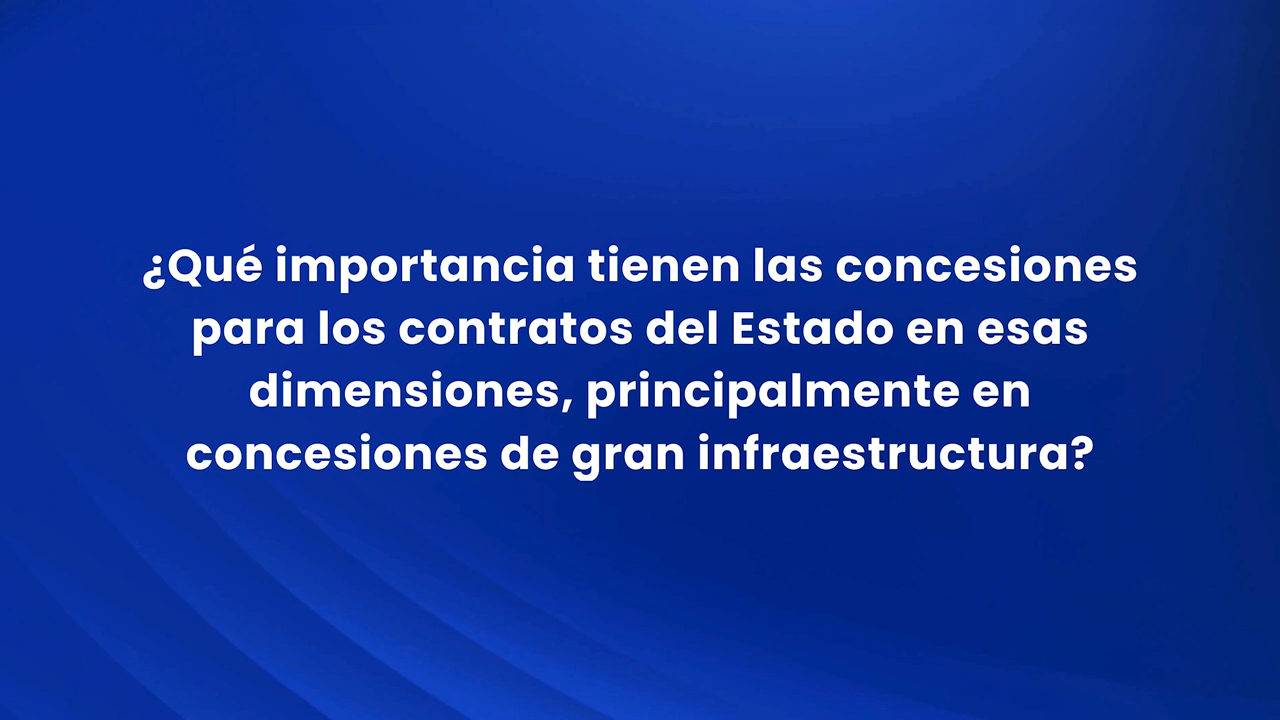 ¿Qué importancia tienen las concesiones
para los contratos del Estado en esas
dimensiones, principalmente en
concesiones de gran infraestructura?